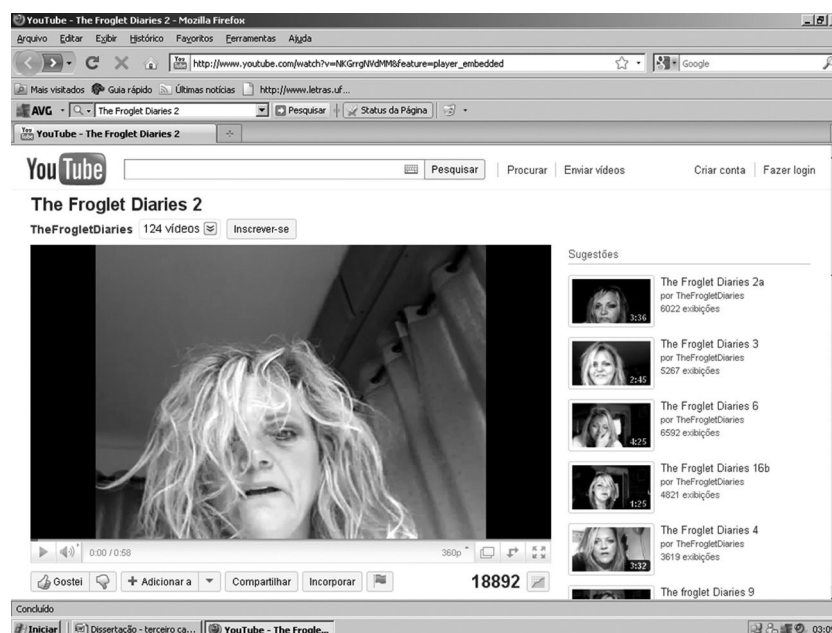 YouTube - The Froglet Diaries 2 - Mozilla Firefox
Arquivo Editar Exibir Histórico Favoritos Ferramentas Ajuda
http://www.youtube.com/watch?v=NKGrrgNVdMM&feature=player_embedded Google
Mais visitados Guia rápido Últimas notícias http://www.letras.uf...
AVG The Froglet Diaries 2 Pesquisar Status da Página
YouTube - The Froglet Diaries 2
YouTube Pesquisar Procurar Enviar vídeos Criar conta Fazer login
The Froglet Diaries 2
TheFrogletDiaries 124 vídeos Inscrever-se
Sugestões
The Froglet Diaries 2a
por TheFrogletDiaries
6022 exibições
3:36
The Froglet Diaries 3
por TheFrogletDiaries
5267 exibições
2:45
The Froglet Diaries 6
por TheFrogletDiaries
6592 exibições
4:25
The Froglet Diaries 16b
por TheFrogletDiaries
4821 exibições
1:25
The Froglet Diaries 4
por TheFrogletDiaries
3619 exibições
3:32
The froglet Diaries 9
0:00 / 0:58 360p
Gostei Adicionar a Compartilhar Incorporar 18892
Concluído
Iniciar Dissertação - terceiro ca... YouTube - The Frogle...